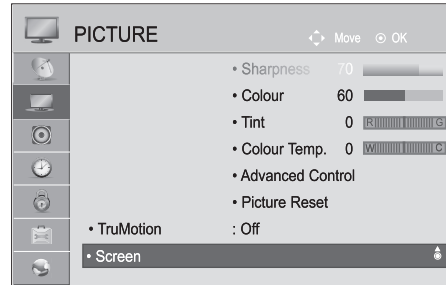 PICTURE Move OK
• Sharpness 70
• Colour 60
• Tint 0 R G
• Colour Temp. 0 W C
• Advanced Control
• Picture Reset
• TruMotion : Off
• Screen